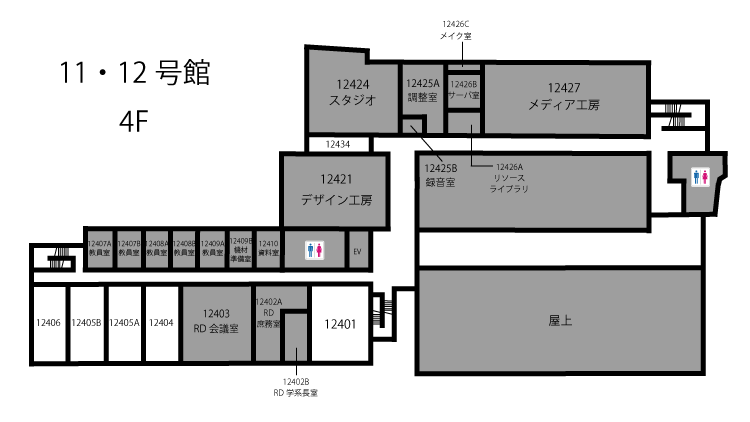 11・12 号館
4F
12426C
メイク室
12424
スタジオ
12425A
調整室
12426B
サーバ室
12427
メディア工房
12434
12425B
録音室
12426A
リソース
ライブラリ
12421
デザイン工房
12407A
教員室
12407B
教員室
12408A
教員室
12408B
教員室
12409A
教員室
12409B
機材
準備室
12410
資料室
EV
12406
12405B
12405A
12404
12403
RD 会議室
12402A
RD
庶務室
12401
屋上
12402B
RD 学系長室